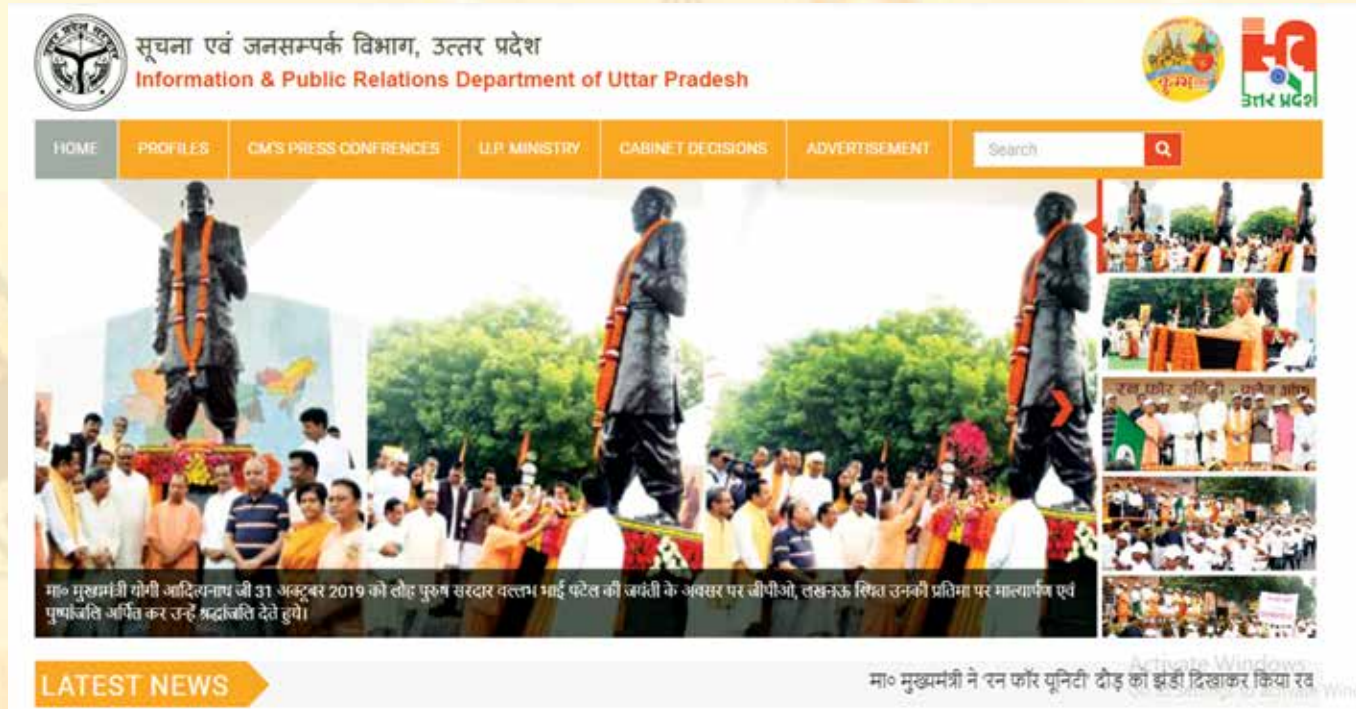 सूचना एवं जनसम्पर्क विभाग, उत्तर प्रदेश
Information & Public Relations Department of Uttar Pradesh
उत्तर प्रदेश
HOME PROFILES CM'S PRESS CONFRENCES U.P. MINISTRY CABINET DECISIONS ADVERTISEMENT Search
रन फॉर यूनिटी -
मा० मुख्यमंत्री योगी आदित्यनाथ जी 31 अक्टूबर 2019 को लौह पुरुष सरदार वल्लभ भाई पटेल की जयंती के अवसर पर जीपीओ, लखनऊ स्थित उनकी प्रतिमा पर माल्यार्पण एवं
पुष्पांजलि अर्पित कर उन्हें श्रद्धांजलि देते हुये।
LATEST NEWS
मा० मुख्यमंत्री ने 'रन फॉर यूनिटी' दौड़ को झंडी दिखाकर किया रव
Activate Windows